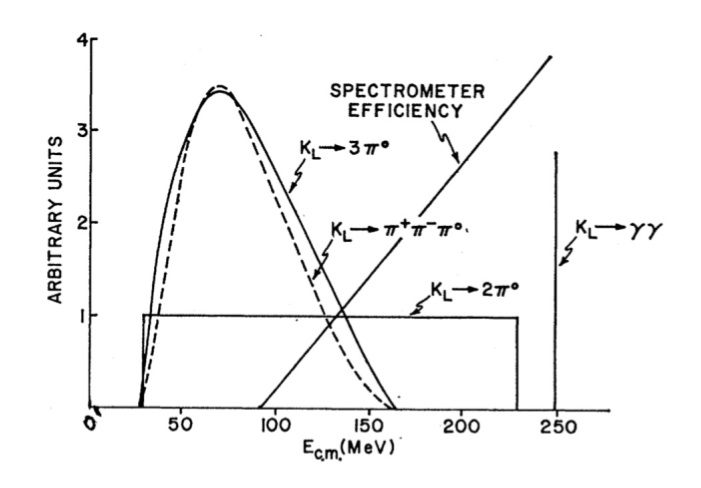 4
SPECTROMETER
EFFICIENCY
3
K_L→3π°
ARBITRARY UNITS
2
K_L→π⁺π⁻π°
K_L→γγ
K_L→2π°
1
0 50 100 150 200 250
E_c.m.(MeV)